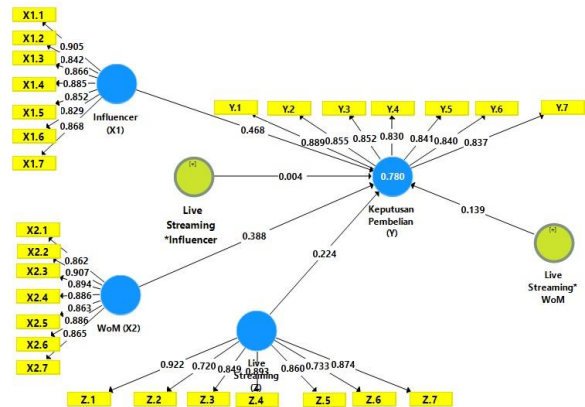 X1.1
X1.2
X1.3
X1.4
X1.5
X1.6
X1.7
0.905
0.842
0.866
0.885
0.852
0.829
0.868
Influencer
(X1)
0.468
Y.1
Y.2
Y.3
Y.4
Y.5
Y.6
Y.7
0.889
0.855
0.852
0.830
0.841
0.840
0.837
0.780
Keputusan
Pembelian
(Y)
[+]
Live
Streaming
*Influencer
0.004
0.139
[+]
Live
Streaming*
WoM
X2.1
X2.2
X2.3
X2.4
X2.5
X2.6
X2.7
0.862
0.907
0.894
0.886
0.863
0.886
0.865
WoM (X2)
0.388
0.224
Live
Streaming
(Z)
0.922
0.720
0.849
0.893
0.860
0.733
0.874
Z.1
Z.2
Z.3
Z.4
Z.5
Z.6
Z.7